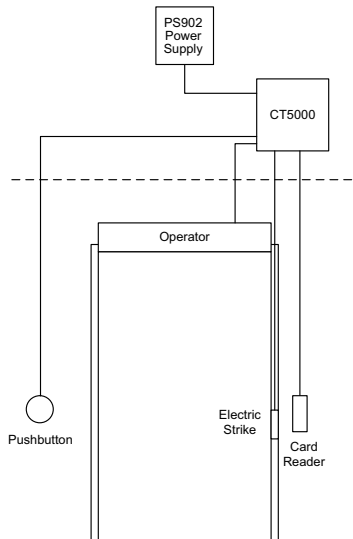 PS902
Power
Supply
CT5000
Operator
Electric
Strike
Pushbutton
Card
Reader